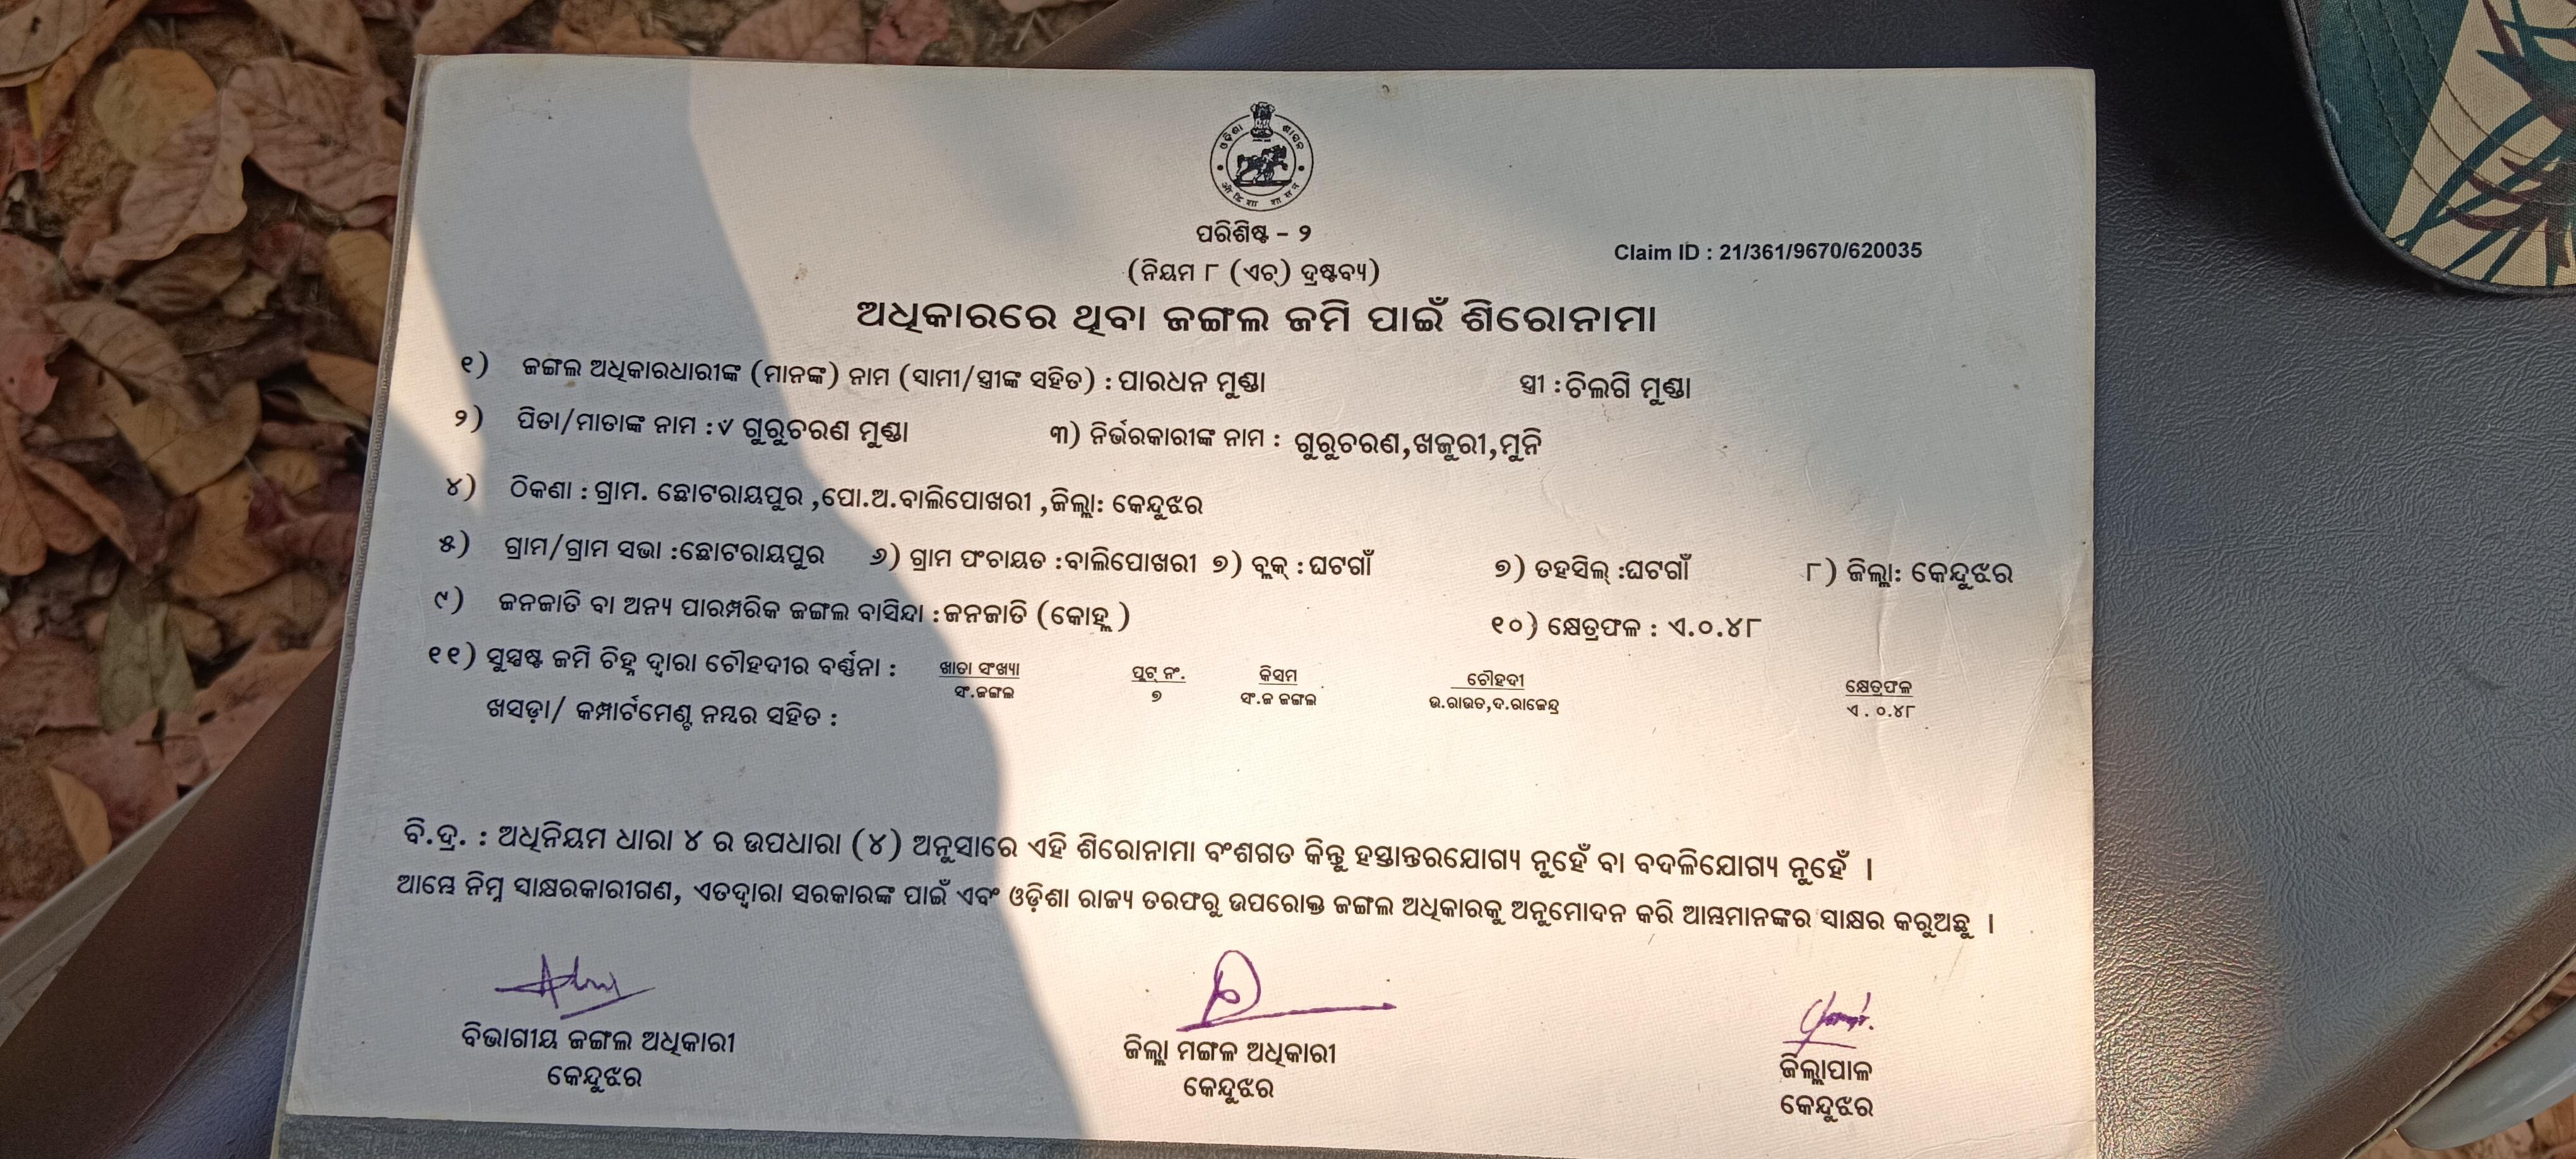 ଓଡ଼ିଶା ଶାସନ
ओड़िशा शासन
ପରିଶିଷ୍ଟ - ୨
Claim ID : 21/361/9670/620035
(ନିୟମ ୮ (ଏଚ୍) ଦ୍ରଷ୍ଟବ୍ୟ)
ଅଧିକାରରେ ଥିବା ଜଙ୍ଗଲ ଜମି ପାଇଁ ଶିରୋନାମା
୧) ଜଙ୍ଗଲ ଅଧିକାରଧାରୀଙ୍କ (ମାନଙ୍କ) ନାମ (ସାମୀ/ସ୍ତ୍ରୀଙ୍କ ସହିତ) : ପାରଧନ ମୁଣ୍ଡା ସ୍ତ୍ରୀ : ଚିଲଗି ମୁଣ୍ଡା
୨) ପିତା/ମାତାଙ୍କ ନାମ : ୰ ଗୁରୁଚରଣ ମୁଣ୍ଡା ୩) ନିର୍ଭରକାରୀଙ୍କ ନାମ : ଗୁରୁଚରଣ,ଖଜୁରୀ,ମୁନି
୪) ଠିକଣା : ଗ୍ରାମ. ଛୋଟରାୟପୁର ,ପୋ.ଅ.ବାଲିପୋଖରୀ ,ଜିଲ୍ଲା: କେନ୍ଦୁଝର
୫) ଗ୍ରାମ/ଗ୍ରାମ ସଭା :ଛୋଟରାୟପୁର ୬) ଗ୍ରାମ ପଂଚାୟତ :ବାଲିପୋଖରୀ ୭) ବ୍ଲକ୍ : ଘଟଗାଁ ୭) ତହସିଲ୍ :ଘଟଗାଁ ୮) ଜିଲ୍ଲା: କେନ୍ଦୁଝର
୯) ଜନଜାତି ବା ଅନ୍ୟ ପାରମ୍ପରିକ ଜଙ୍ଗଲ ବାସିନ୍ଦା : ଜନଜାତି (କୋହ୍ଲ) ୧୦) କ୍ଷେତ୍ରଫଳ : ଏ.୦.୪୮
୧୧) ସୁସ୍ପଷ୍ଟ ଜମି ଚିହ୍ନ ଦ୍ୱାରା ଚୌହଦୀର ବର୍ଣ୍ଣନା : ଖାତା ସଂଖ୍ୟା ପ୍ଲଟ୍ ନଂ. କିସମ ଚୌହଦୀ କ୍ଷେତ୍ରଫଳ
ସଂ.ଜଙ୍ଗଲ ୭ ସଂ.ଜ ଜଙ୍ଗଲ ଉ.ରାଉତ,ଦ.ରାକେନ୍ଦ୍ର ଏ . ୦.୪୮
ଖସଡ଼ା/ କମ୍ପାର୍ଟମେଣ୍ଟ ନମ୍ବର ସହିତ :
ବି.ଦ୍ର. : ଅଧିନିୟମ ଧାରା ୪ ର ଉପଧାରା (୪) ଅନୁସାରେ ଏହି ଶିରୋନାମା ବଂଶଗତ କିନ୍ତୁ ହସ୍ତାନ୍ତରଯୋଗ୍ୟ ନୁହେଁ ବା ବଦଳିଯୋଗ୍ୟ ନୁହେଁ ।
ଆମ୍ଭେ ନିମ୍ନ ସାକ୍ଷରକାରୀଗଣ, ଏତଦ୍ୱାରା ସରକାରଙ୍କ ପାଇଁ ଏବଂ ଓଡ଼ିଶା ରାଜ୍ୟ ତରଫରୁ ଉପରୋକ୍ତ ଜଙ୍ଗଲ ଅଧିକାରକୁ ଅନୁମୋଦନ କରି ଆମ୍ଭମାନଙ୍କର ସାକ୍ଷର କରୁଅଛୁ ।
ବିଭାଗୀୟ ଜଙ୍ଗଲ ଅଧିକାରୀ ଜିଲ୍ଲା ମଙ୍ଗଳ ଅଧିକାରୀ ଜିଲ୍ଲାପାଳ
କେନ୍ଦୁଝର କେନ୍ଦୁଝର କେନ୍ଦୁଝର